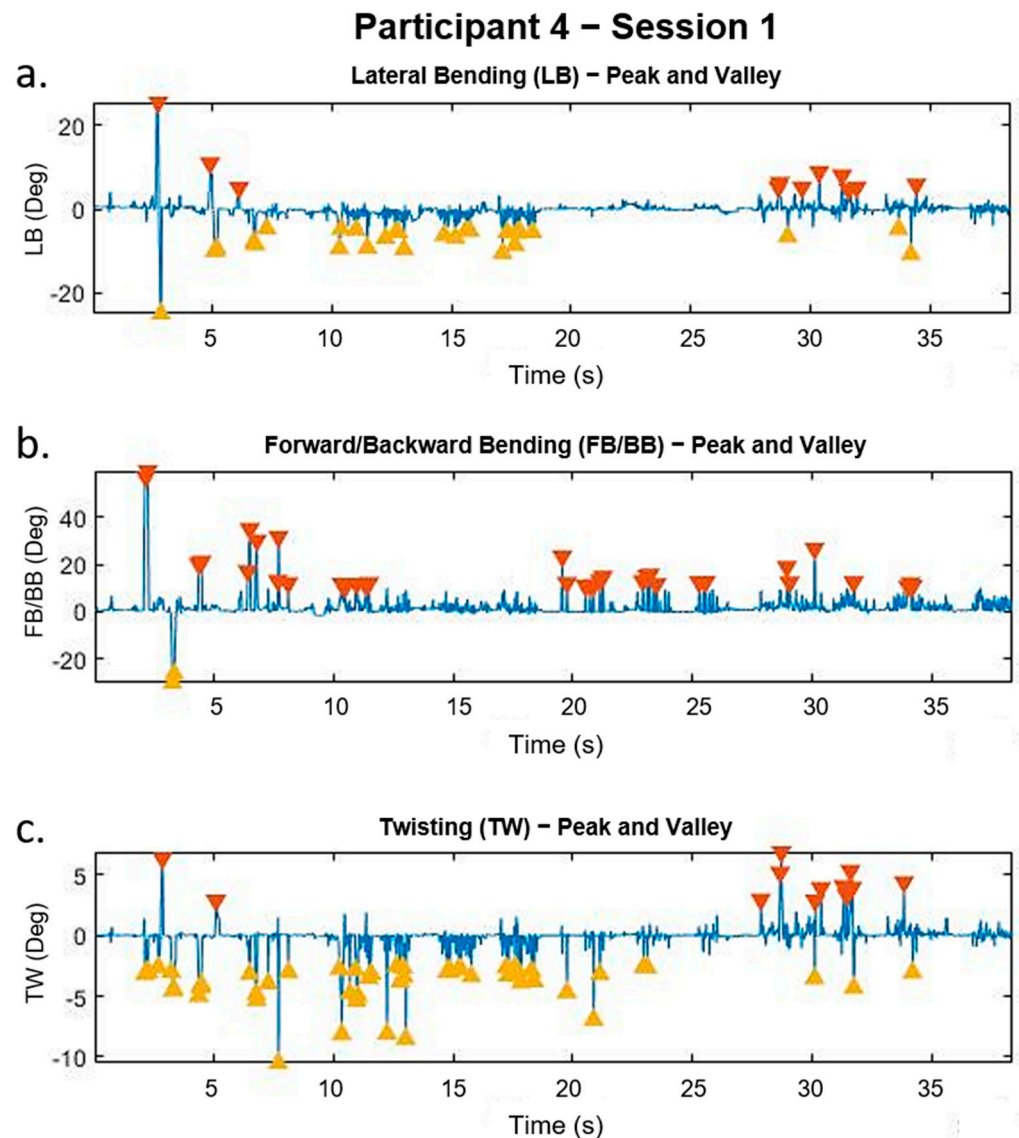 Participant 4 – Session 1
a.
Lateral Bending (LB) – Peak and Valley
LB (Deg)
20
0
-20
5 10 15 20 25 30 35
Time (s)
b.
Forward/Backward Bending (FB/BB) – Peak and Valley
FB/BB (Deg)
40
20
0
-20
5 10 15 20 25 30 35
Time (s)
c.
Twisting (TW) – Peak and Valley
TW (Deg)
5
0
-5
-10
5 10 15 20 25 30 35
Time (s)